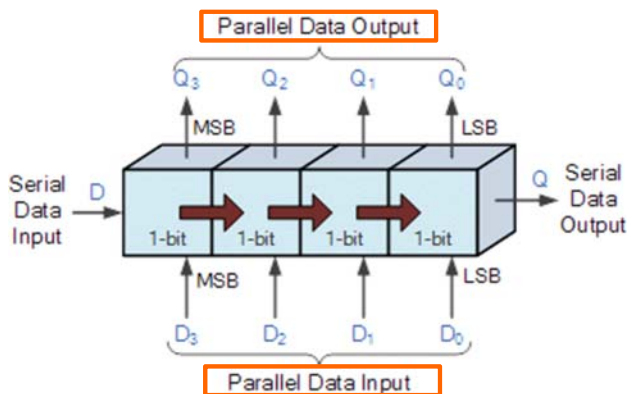 Parallel Data Output
Q3 Q2 Q1 Q0
MSB LSB
Serial
Data
Input
D
Q
Serial
Data
Output
1-bit 1-bit 1-bit 1-bit
MSB LSB
D3 D2 D1 D0
Parallel Data Input